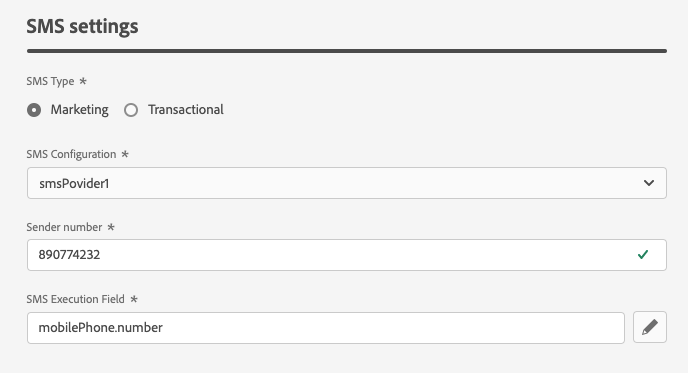 SMS settings
SMS Type *
Marketing Transactional
SMS Configuration *
smsPovider1
Sender number *
890774232
SMS Execution Field *
mobilePhone.number